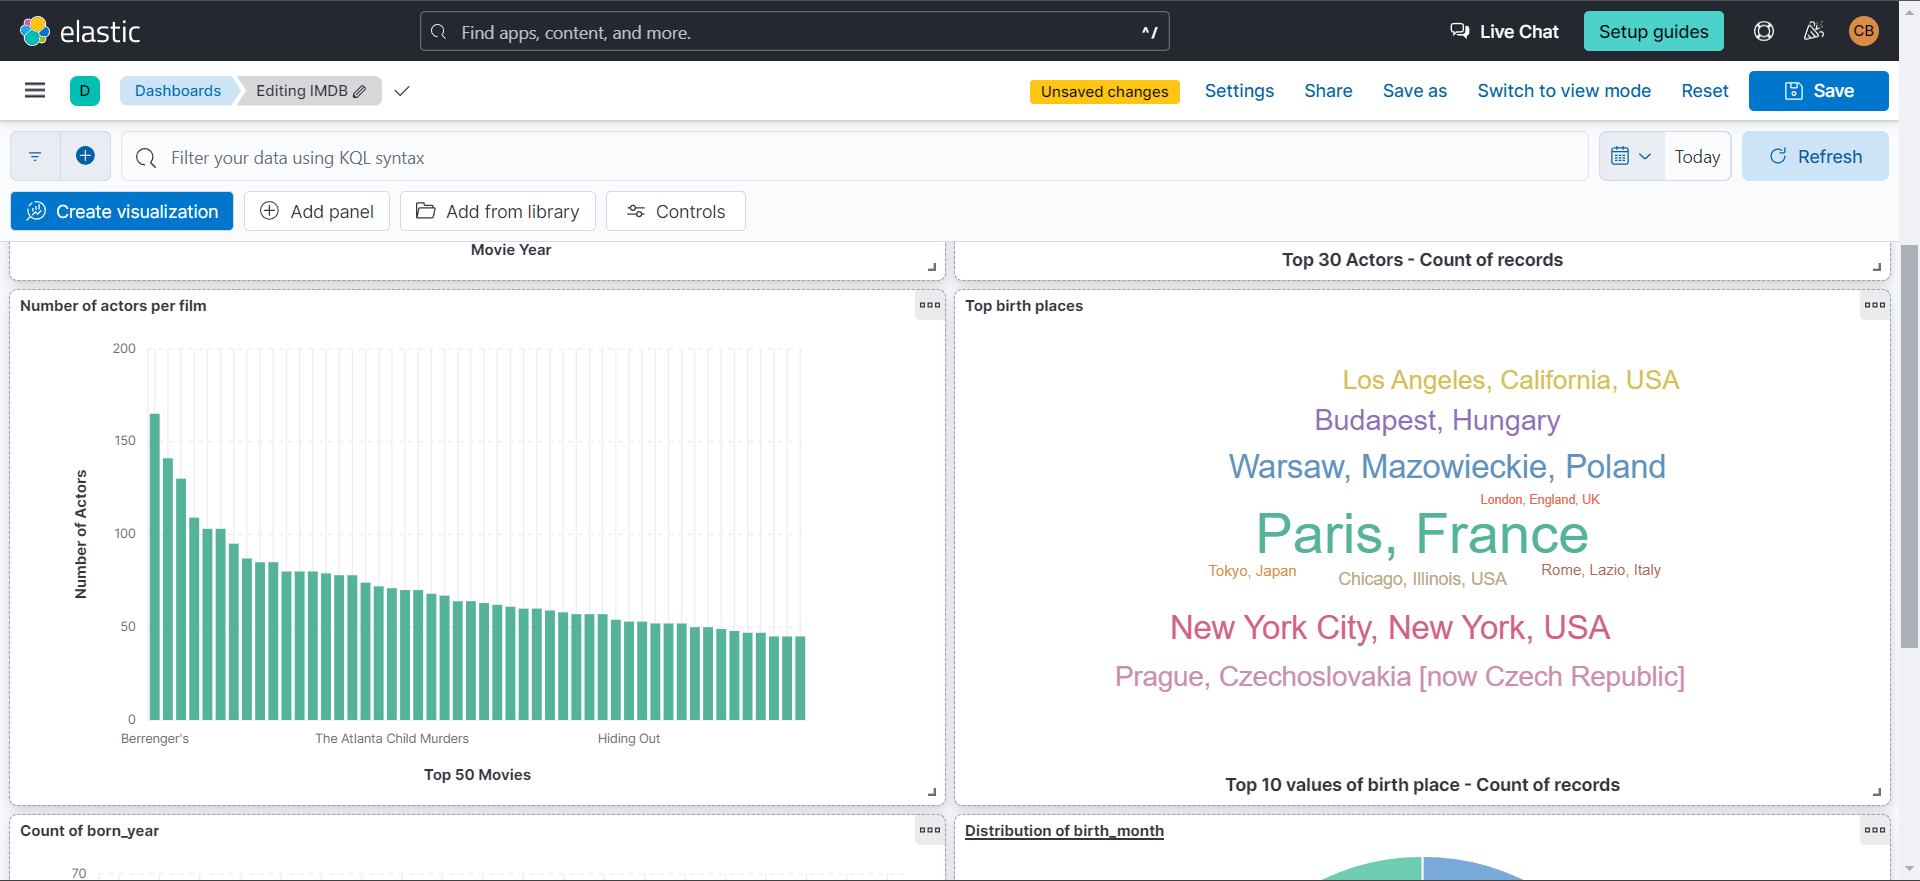 elastic
Find apps, content, and more.
^/
Live Chat
Setup guides
CB
D
Dashboards
Editing IMDB
Unsaved changes
Settings
Share
Save as
Switch to view mode
Reset
Save
Filter your data using KQL syntax
Today
Refresh
Create visualization
Add panel
Add from library
Controls
Movie Year
Top 30 Actors - Count of records
Number of actors per film
200
150
100
50
0
Number of Actors
Berrenger's
The Atlanta Child Murders
Hiding Out
Top 50 Movies
Top birth places
Los Angeles, California, USA
Budapest, Hungary
Warsaw, Mazowieckie, Poland
London, England, UK
Paris, France
Tokyo, Japan
Chicago, Illinois, USA
Rome, Lazio, Italy
New York City, New York, USA
Prague, Czechoslovakia [now Czech Republic]
Top 10 values of birth place - Count of records
Count of born_year
70
Distribution of birth_month